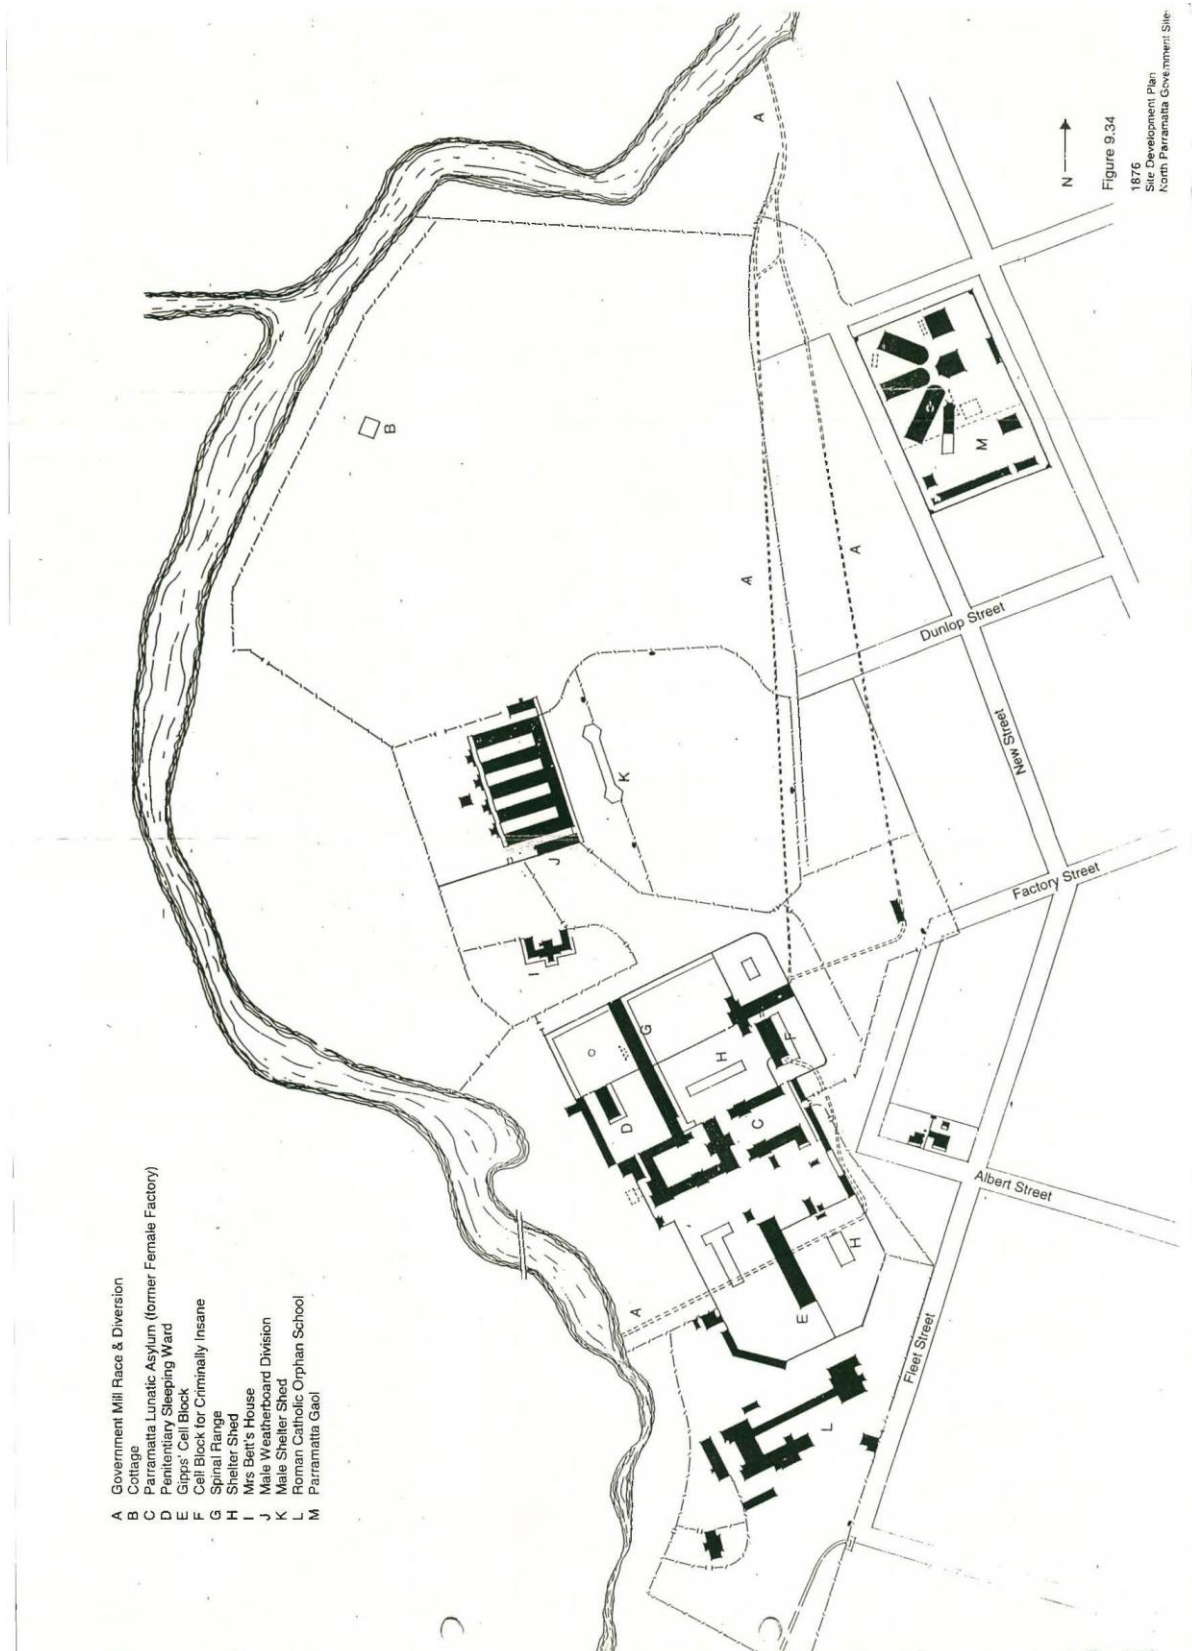 A Government Mill Race & Diversion
B Cottage
C Parramatta Lunatic Asylum (former Female Factory)
D Penitentiary Sleeping Ward
E Gipps' Cell Block
F Cell Block for Criminally Insane
G Spinal Range
H Shelter Shed
I Mrs Bett's House
J Male Weatherboard Division
K Male Shelter Shed
L Roman Catholic Orphan School
M Parramatta Gaol
A
B
A
A
M
Dunlop Street
New Street
K
J
Factory Street
I
G
H
F
D
C
Albert Street
A
E
H
Fleet Street
L
N
Figure 9.34
1876
Site Development Plan
North Parramatta Government Sites